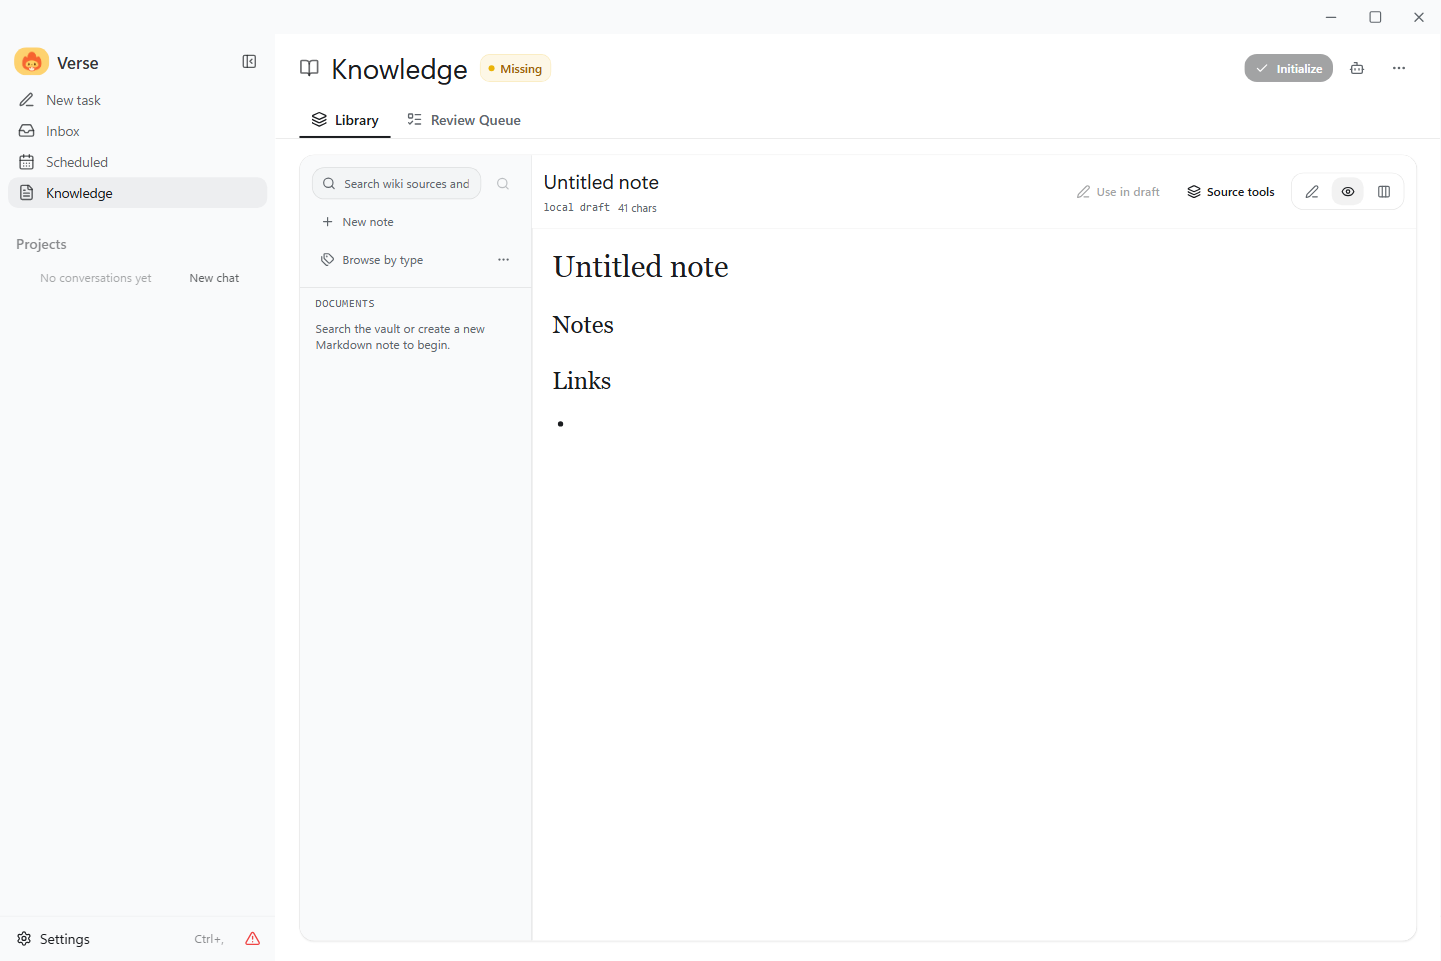 Verse
New task
Inbox
Scheduled
Knowledge
Projects
No conversations yet New chat
Settings Ctrl+,
Knowledge Missing
Initialize
Library Review Queue
Search wiki sources and
New note
Browse by type
DOCUMENTS
Search the vault or create a new
Markdown note to begin.
Untitled note
local draft 41 chars
Use in draft Source tools
Untitled note
Notes
Links